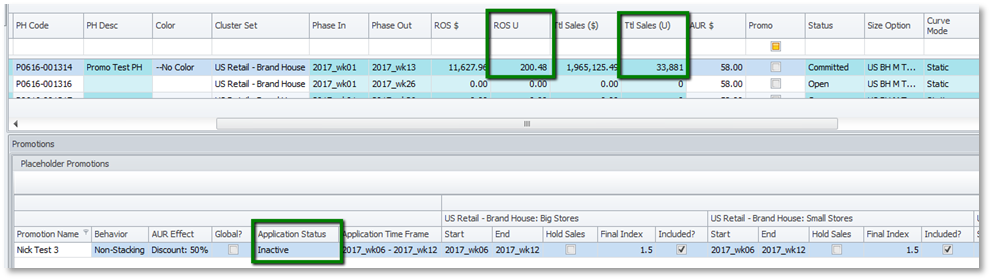 PH Code PH Desc Color Cluster Set Phase In Phase Out ROS $ ROS U Ttl Sales ($) Ttl Sales (U) AUR $ Promo Status Size Option Curve Mode
P0616-001314 Promo Test PH --No Color US Retail - Brand House 2017_wk01 2017_wk13 11,627.96 200.48 1,965,125.49 33,881 58.00 Committed US BH M T... Static
P0616-001316 US Retail - Brand House 2017_wk01 2017_wk26 0.00 0.00 0.00 0 58.00 Open US BH M T... Static
Promotions
Placeholder Promotions
US Retail - Brand House: Big Stores US Retail - Brand House: Small Stores
Promotion Name Behavior AUR Effect Global? Application Status Application Time Frame Start End Hold Sales Final Index Included? Start End Hold Sales Final Index Included?
Nick Test 3 Non-Stacking Discount: 50% Inactive 2017_wk06 - 2017_wk12 2017_wk06 2017_wk12 1.5 2017_wk06 2017_wk12 1.5